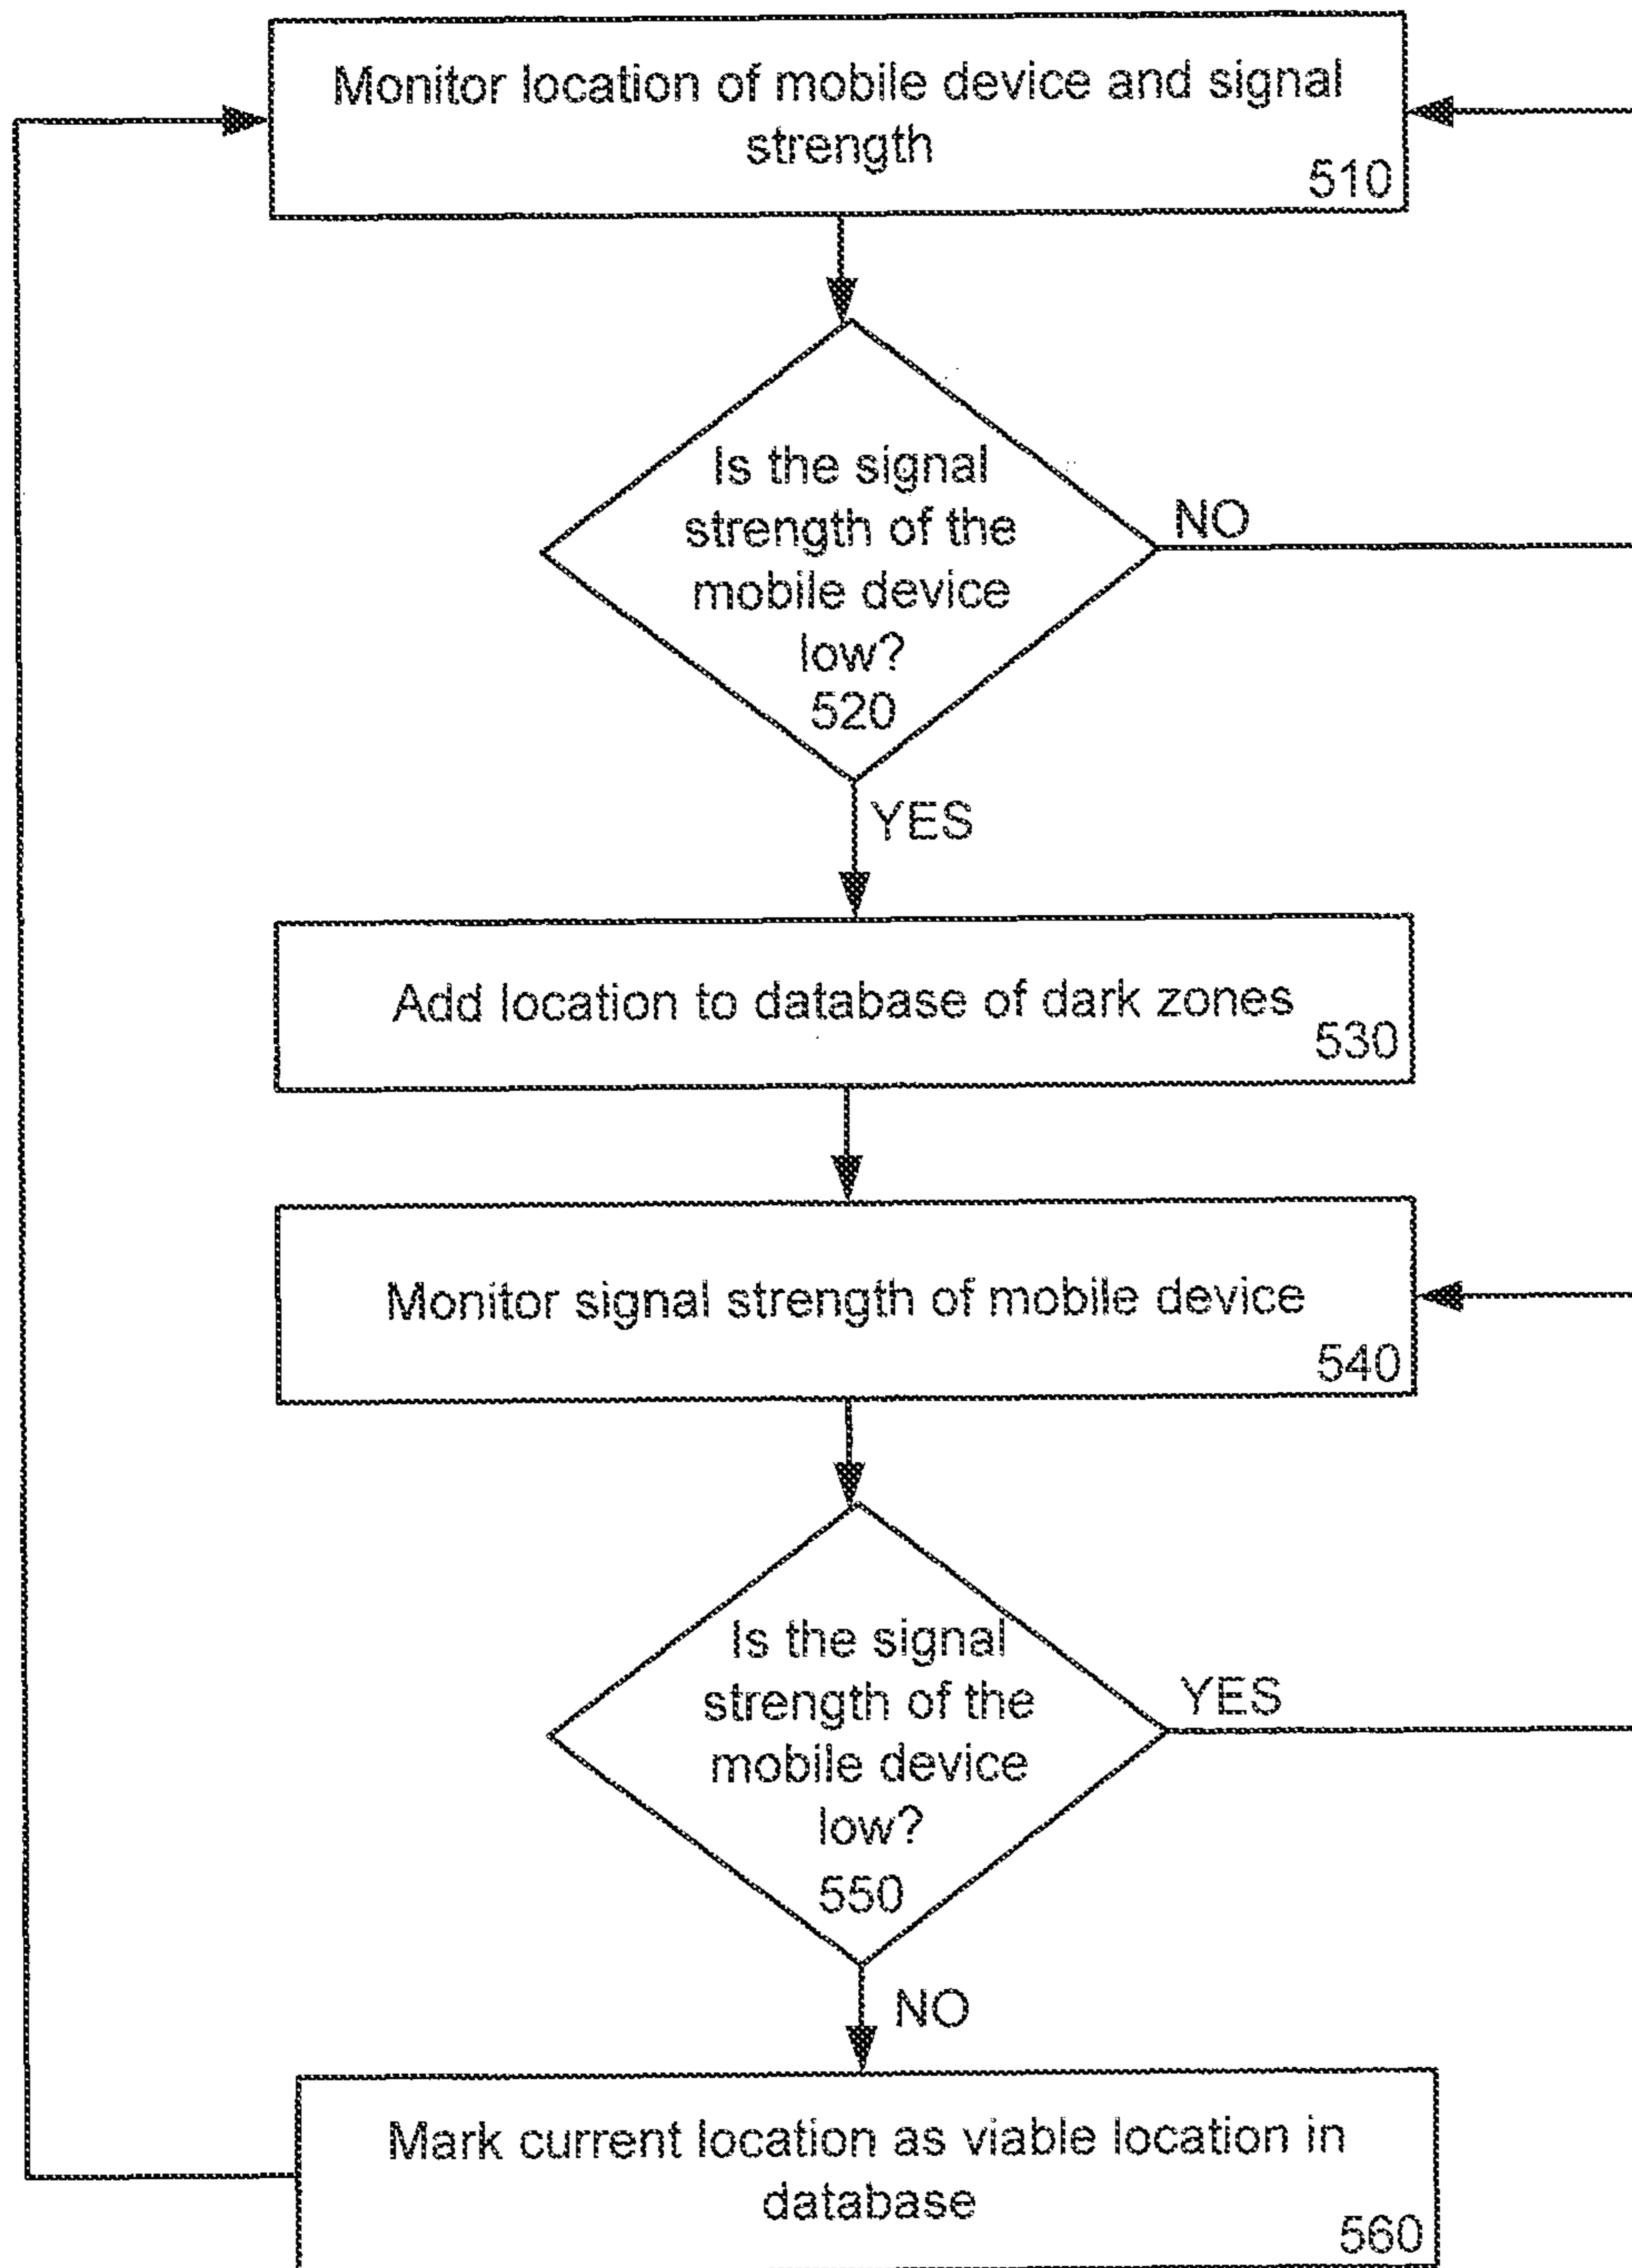 Monitor location of mobile device and signal
strength
510
Is the signal
strength of the
mobile device
low?
520
NO
YES
Add location to database of dark zones
530
Monitor signal strength of mobile device
540
Is the signal
strength of the
mobile device
low?
550
YES
NO
Mark current location as viable location in
database
560